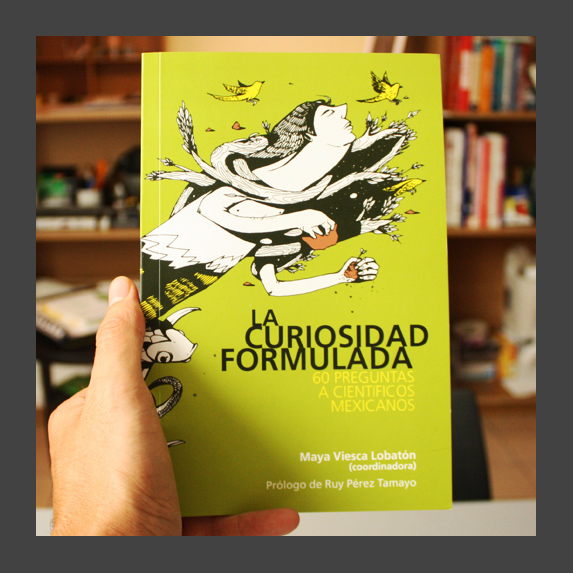 LA
CURIOSIDAD
FORMULADA
60 PREGUNTAS
A CIENTíFICOS
MEXICANOS
Maya Viesca Lobatón
(coordinadora)
Prólogo de Ruy Pérez Tamayo